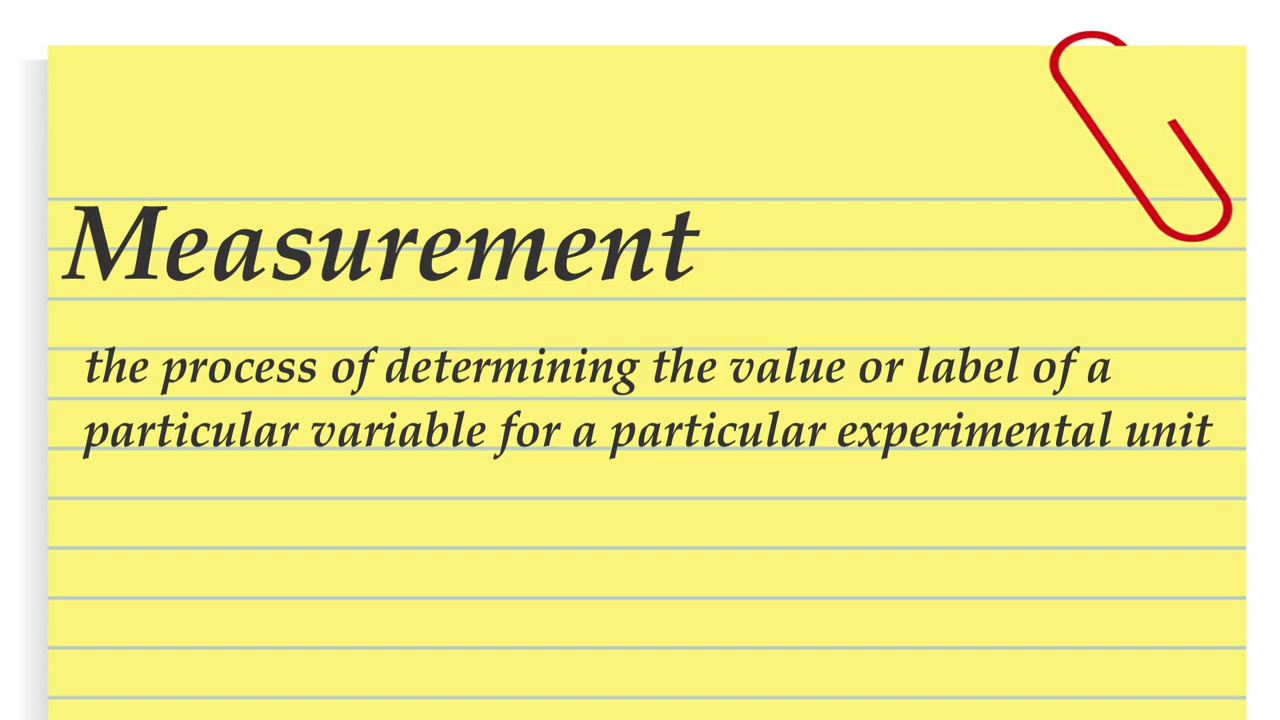 Measurement
the process of determining the value or label of a
particular variable for a particular experimental unit